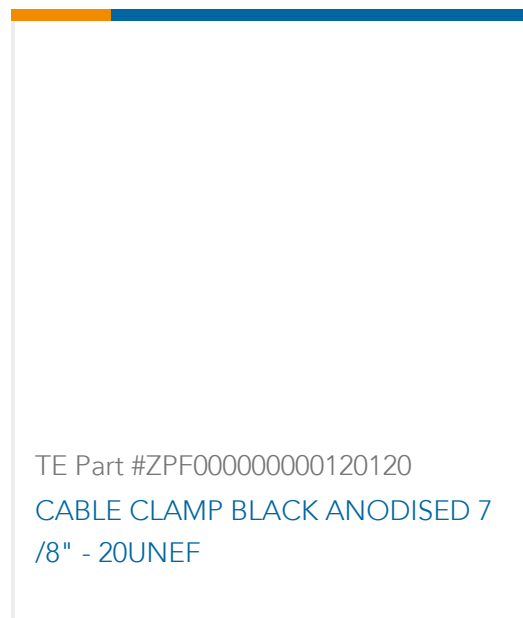 TE Part #ZPF000000000120120
CABLE CLAMP BLACK ANODISED 7
/8" - 20UNEF